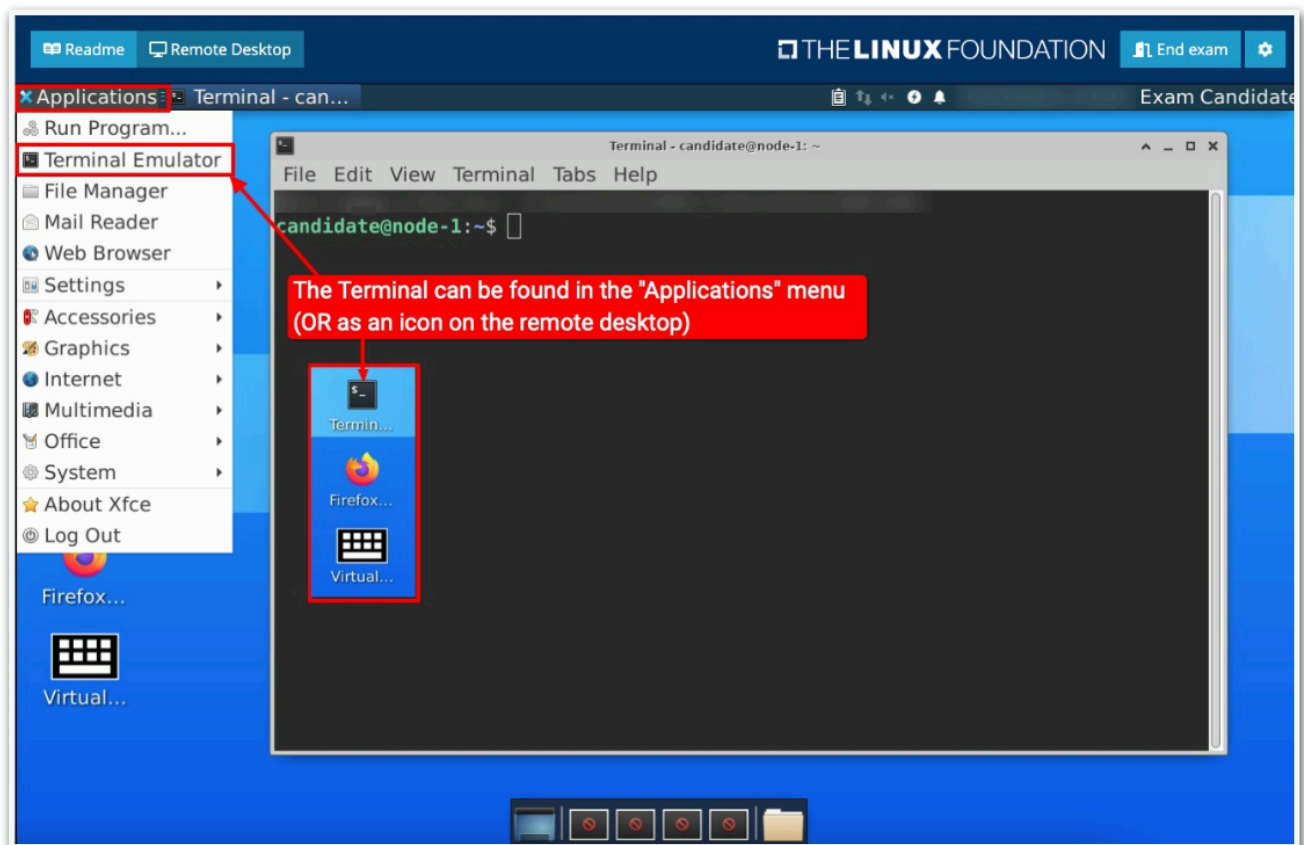 Readme
Remote Desktop
THE LINUX FOUNDATION
End exam
Applications
Terminal - can...
Exam Candidate
Run Program...
Terminal Emulator
File Manager
Mail Reader
Web Browser
Settings
Accessories
Graphics
Internet
Multimedia
Office
System
About Xfce
Log Out
Firefox...
Virtual...
Terminal - candidate@node-1: ~
File Edit View Terminal Tabs Help
candidate@node-1:~$
The Terminal can be found in the "Applications" menu
(OR as an icon on the remote desktop)
$_
Termin...
Firefox...
Virtual...